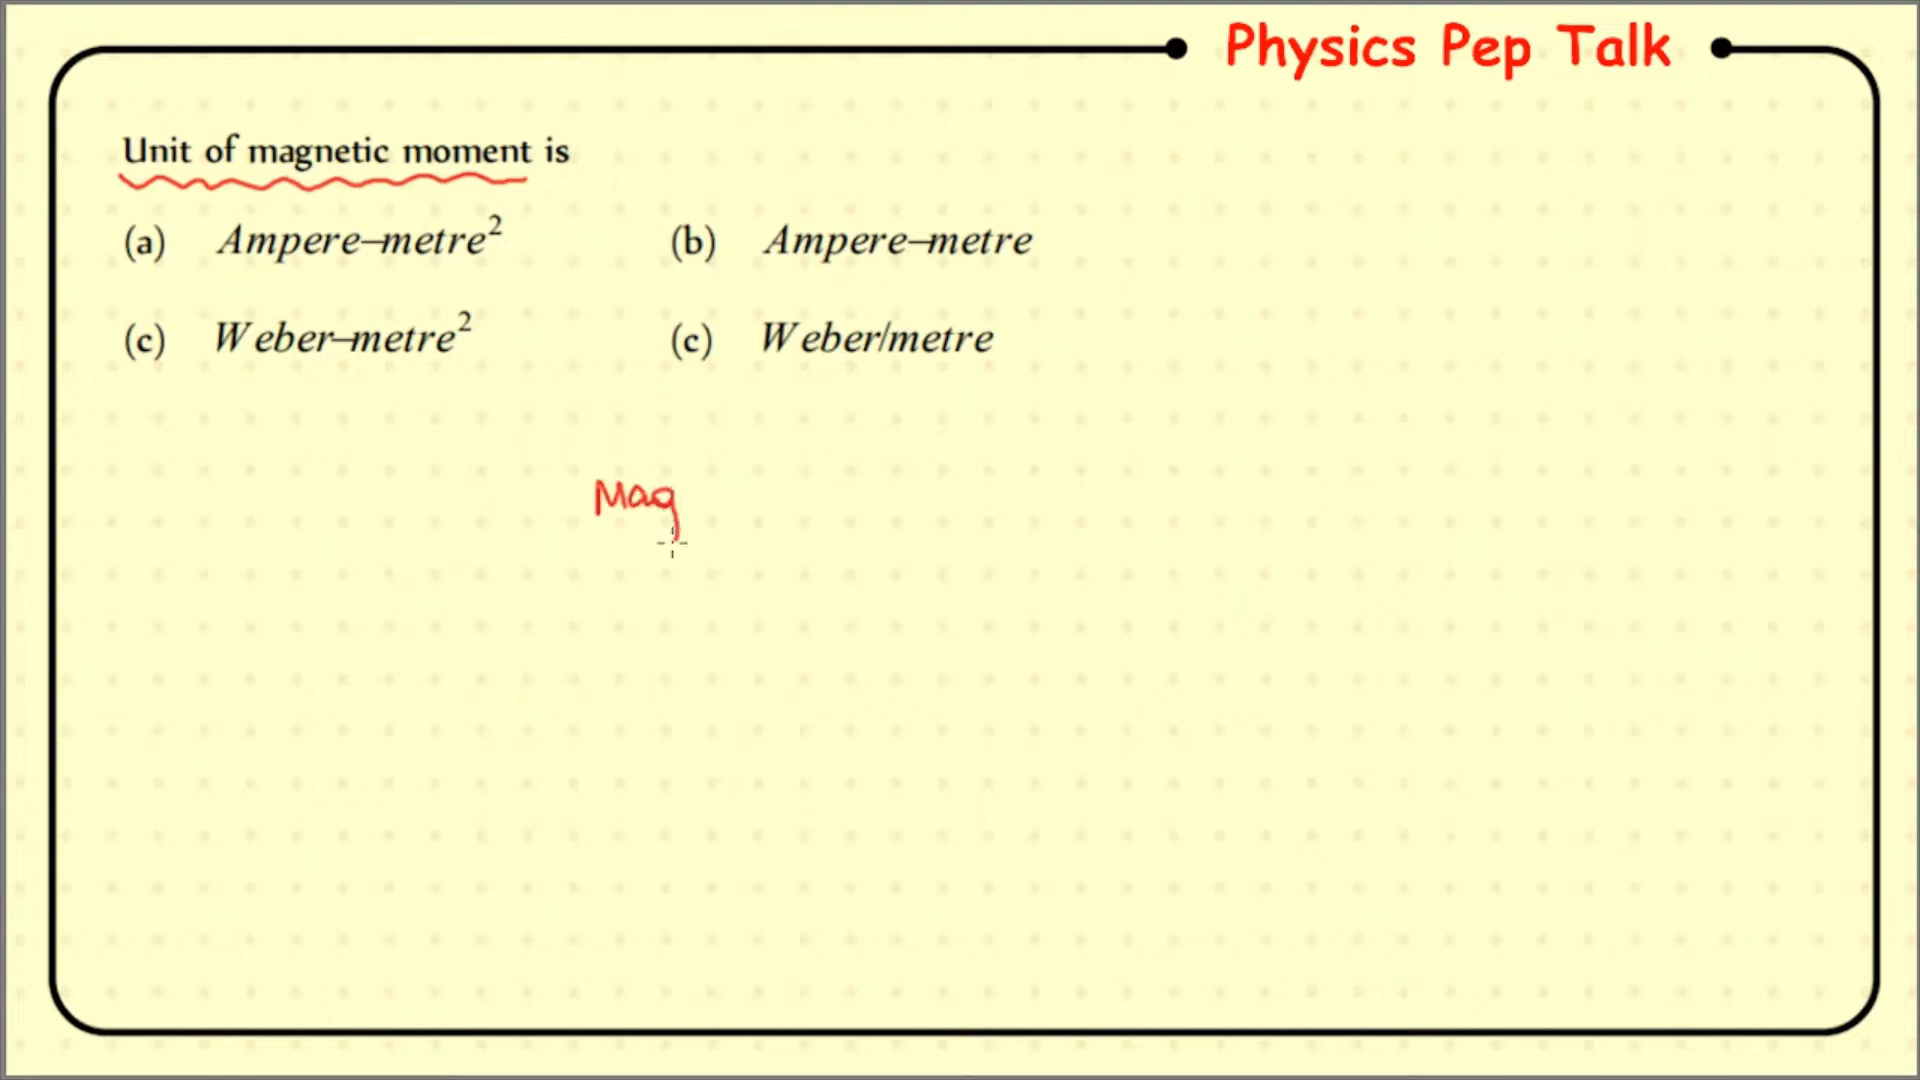 Physics Pep Talk
Unit of magnetic moment is
(a) Ampere–metre² (b) Ampere–metre
(c) Weber–metre² (c) Weber/metre
Mag